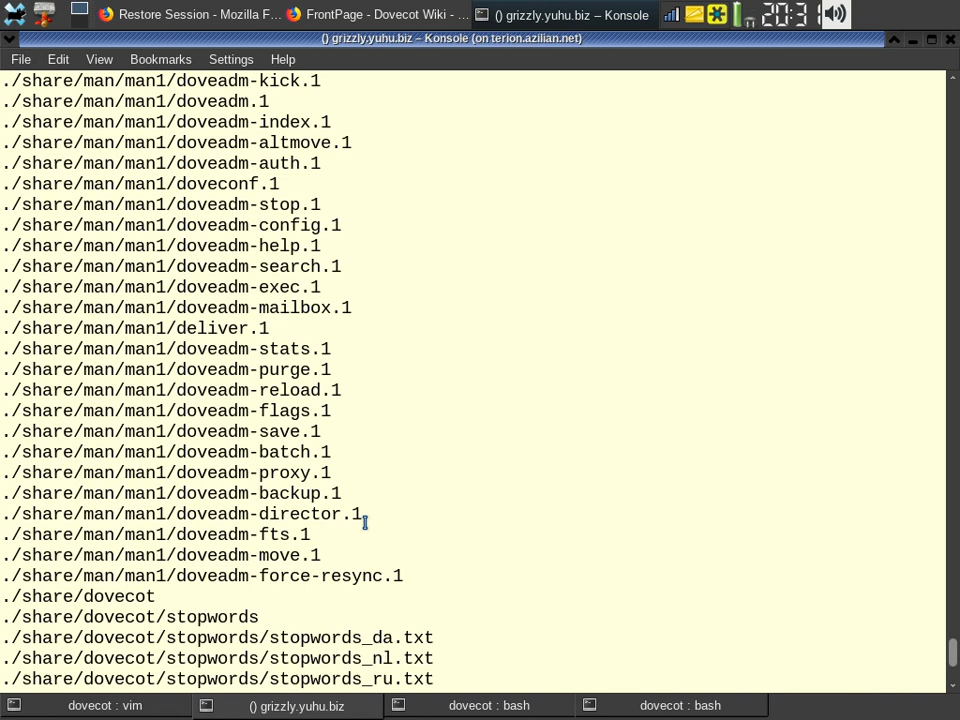 Restore Session - Mozilla F...
FrontPage - Dovecot Wiki - ...
() grizzly.yuhu.biz – Konsole
20:3
() grizzly.yuhu.biz – Konsole (on terion.azilian.net)
File Edit View Bookmarks Settings Help
./share/man/man1/doveadm-kick.1
./share/man/man1/doveadm.1
./share/man/man1/doveadm-index.1
./share/man/man1/doveadm-altmove.1
./share/man/man1/doveadm-auth.1
./share/man/man1/doveconf.1
./share/man/man1/doveadm-stop.1
./share/man/man1/doveadm-config.1
./share/man/man1/doveadm-help.1
./share/man/man1/doveadm-search.1
./share/man/man1/doveadm-exec.1
./share/man/man1/doveadm-mailbox.1
./share/man/man1/deliver.1
./share/man/man1/doveadm-stats.1
./share/man/man1/doveadm-purge.1
./share/man/man1/doveadm-reload.1
./share/man/man1/doveadm-flags.1
./share/man/man1/doveadm-save.1
./share/man/man1/doveadm-batch.1
./share/man/man1/doveadm-proxy.1
./share/man/man1/doveadm-backup.1
./share/man/man1/doveadm-director.1
./share/man/man1/doveadm-fts.1
./share/man/man1/doveadm-move.1
./share/man/man1/doveadm-force-resync.1
./share/dovecot
./share/dovecot/stopwords
./share/dovecot/stopwords/stopwords_da.txt
./share/dovecot/stopwords/stopwords_nl.txt
./share/dovecot/stopwords/stopwords_ru.txt
dovecot : vim
() grizzly.yuhu.biz
dovecot : bash
dovecot : bash